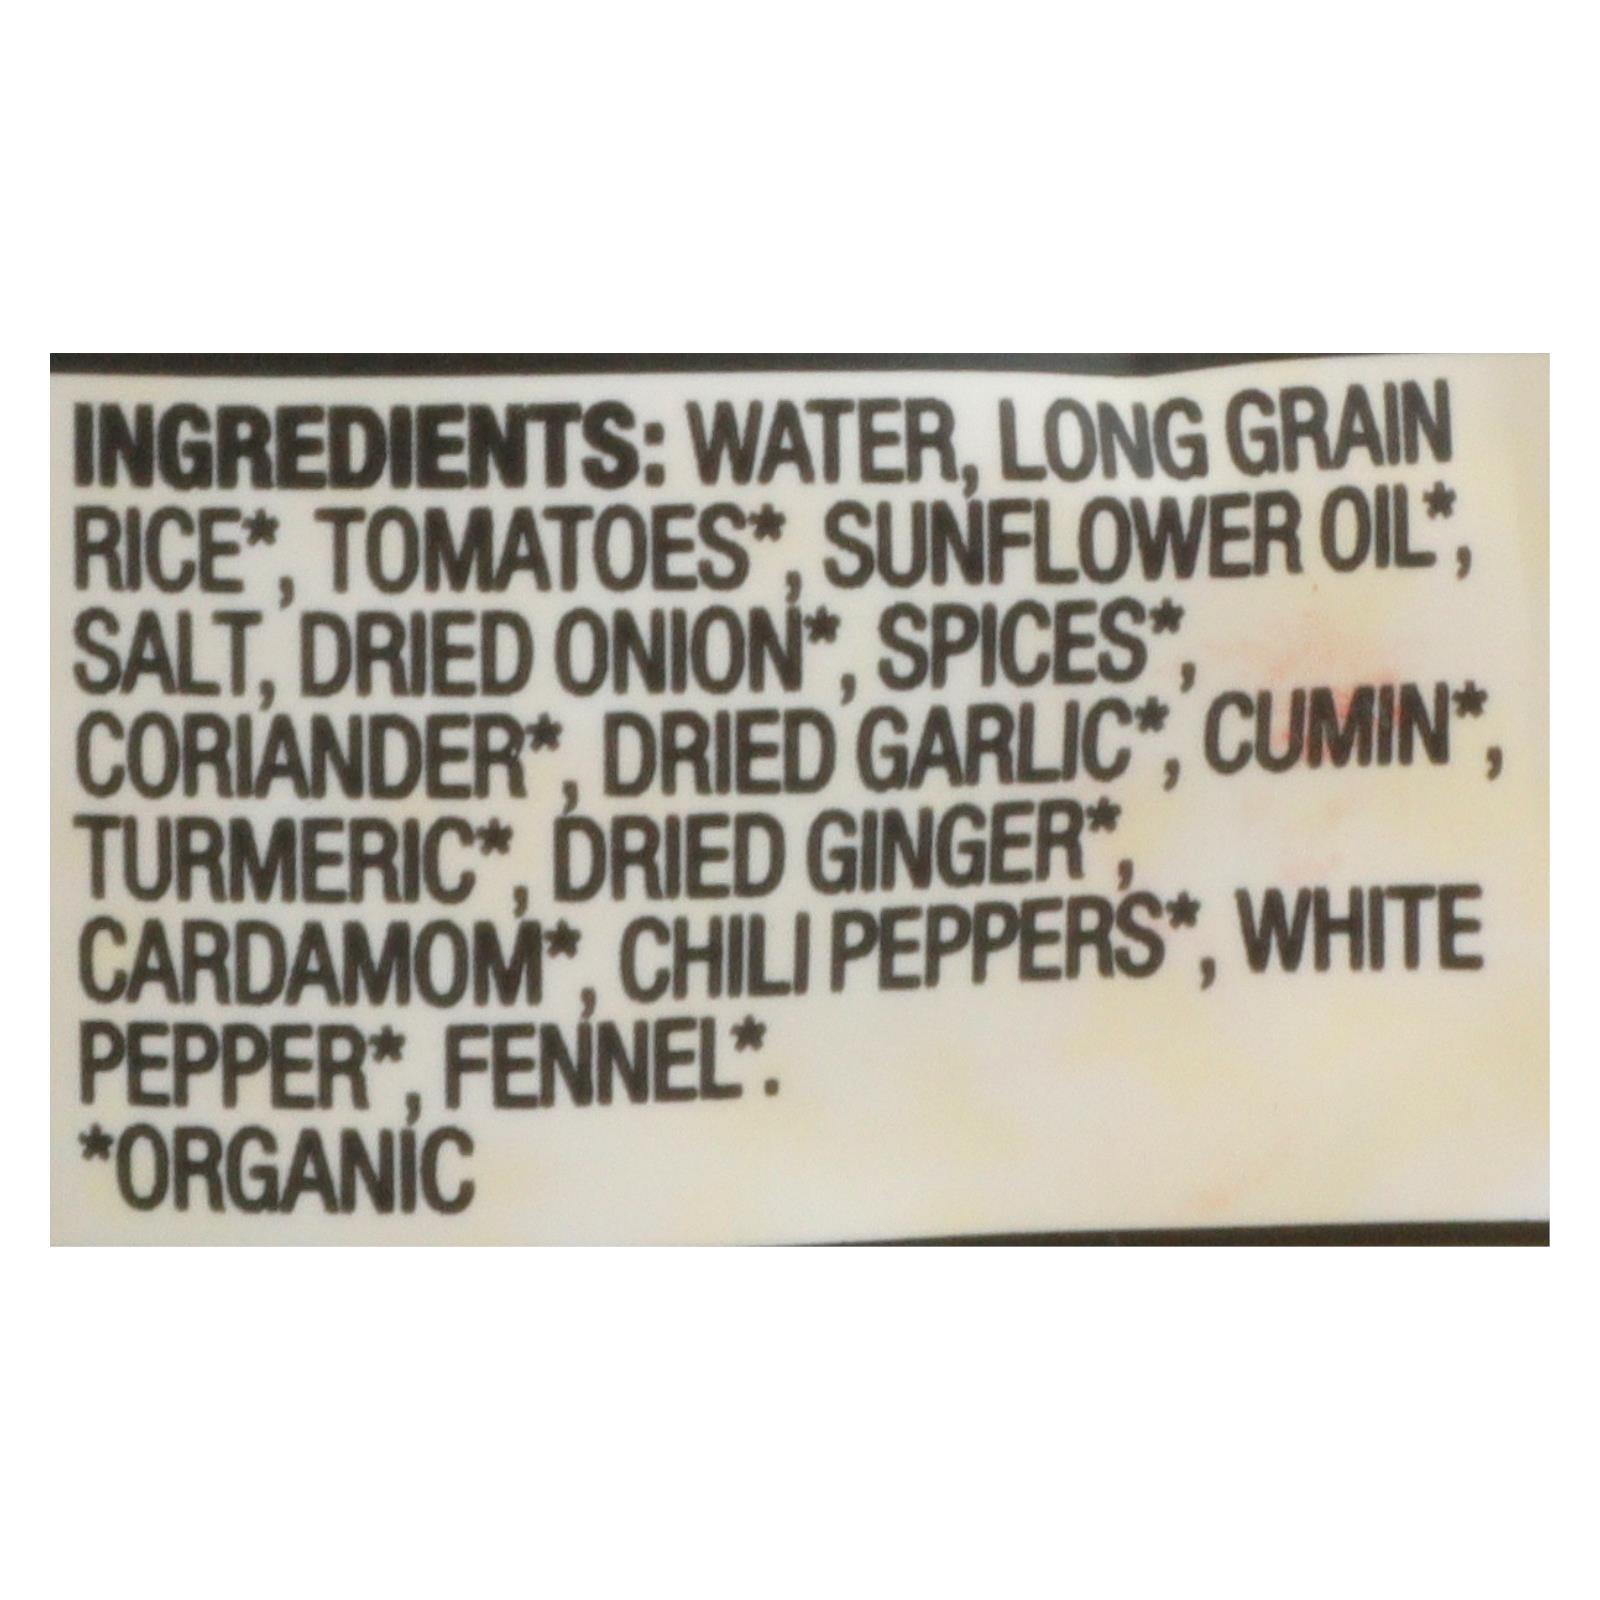 INGREDIENTS: WATER, LONG GRAIN
RICE*, TOMATOES*, SUNFLOWER OIL*,
SALT, DRIED ONION*, SPICES*,
CORIANDER*, DRIED GARLIC*, CUMIN*,
TURMERIC*, DRIED GINGER*,
CARDAMOM*, CHILI PEPPERS*, WHITE
PEPPER*, FENNEL*.
*ORGANIC